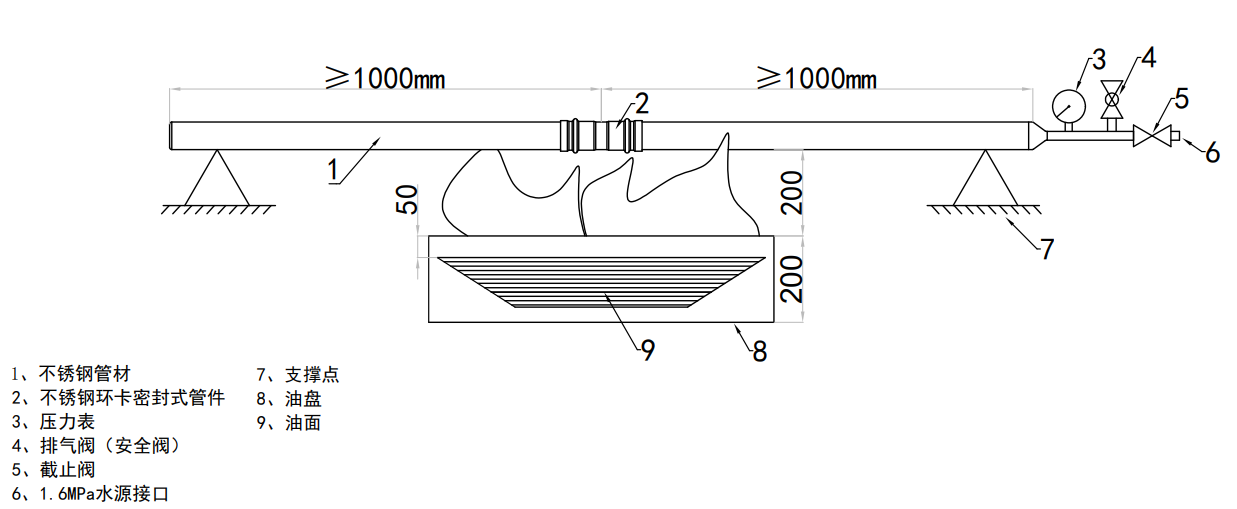 ≥1000mm
≥1000mm
1
2
3
4
5
6
50
200
200
7
8
9
1、不锈钢管材
2、不锈钢环卡密封式管件
3、压力表
4、排气阀（安全阀）
5、截止阀
6、1.6MPa水源接口
7、支撑点
8、油盘
9、油面